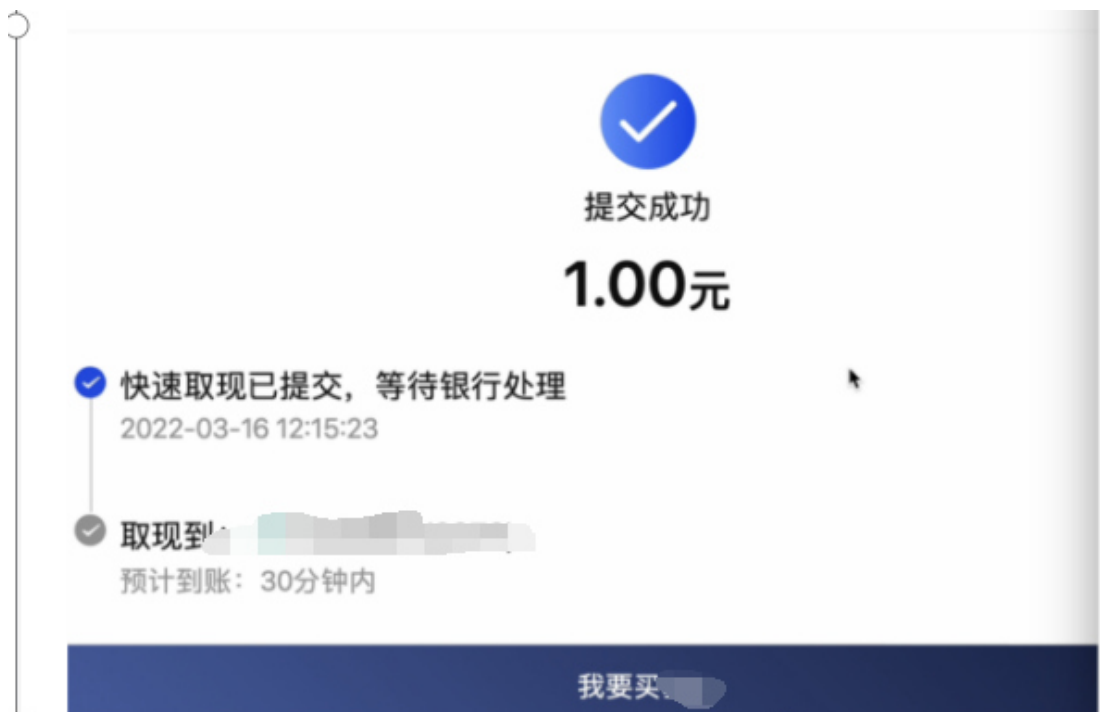 提交成功
1.00元
快速取现已提交，等待银行处理
2022-03-16 12:15:23
取现到
预计到账：30分钟内
我要买